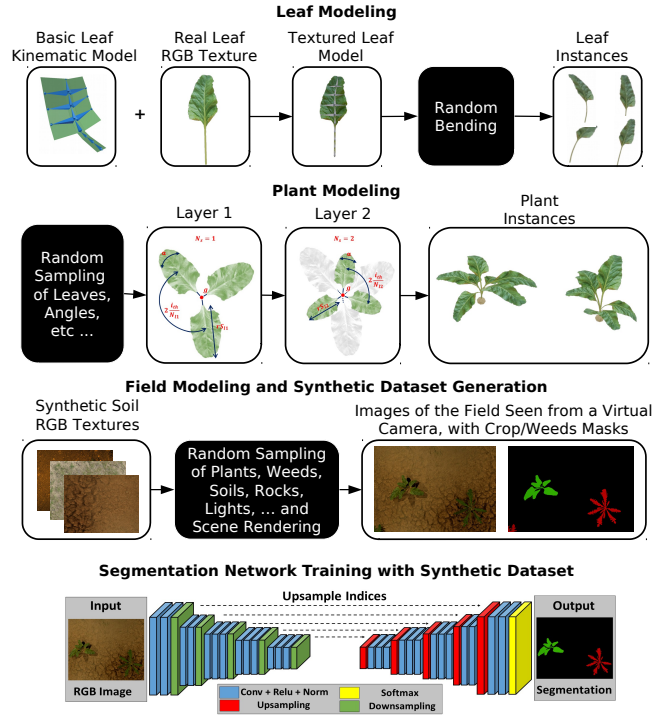 Leaf Modeling
Basic Leaf
Kinematic Model
Real Leaf
RGB Texture
Textured Leaf
Model
Leaf
Instances
+
Random
Bending
Plant Modeling
Layer 1
Layer 2
Plant
Instances
Random
Sampling
of Leaves,
Angles,
etc ...
Field Modeling and Synthetic Dataset Generation
Synthetic Soil
RGB Textures
Images of the Field Seen from a Virtual
Camera, with Crop/Weeds Masks
Random Sampling
of Plants, Weeds,
Soils, Rocks,
Lights, ... and
Scene Rendering
Segmentation Network Training with Synthetic Dataset
Input
Upsample Indices
Output
RGB Image
Segmentation
Conv + Relu + Norm
Softmax
Upsampling
Downsampling